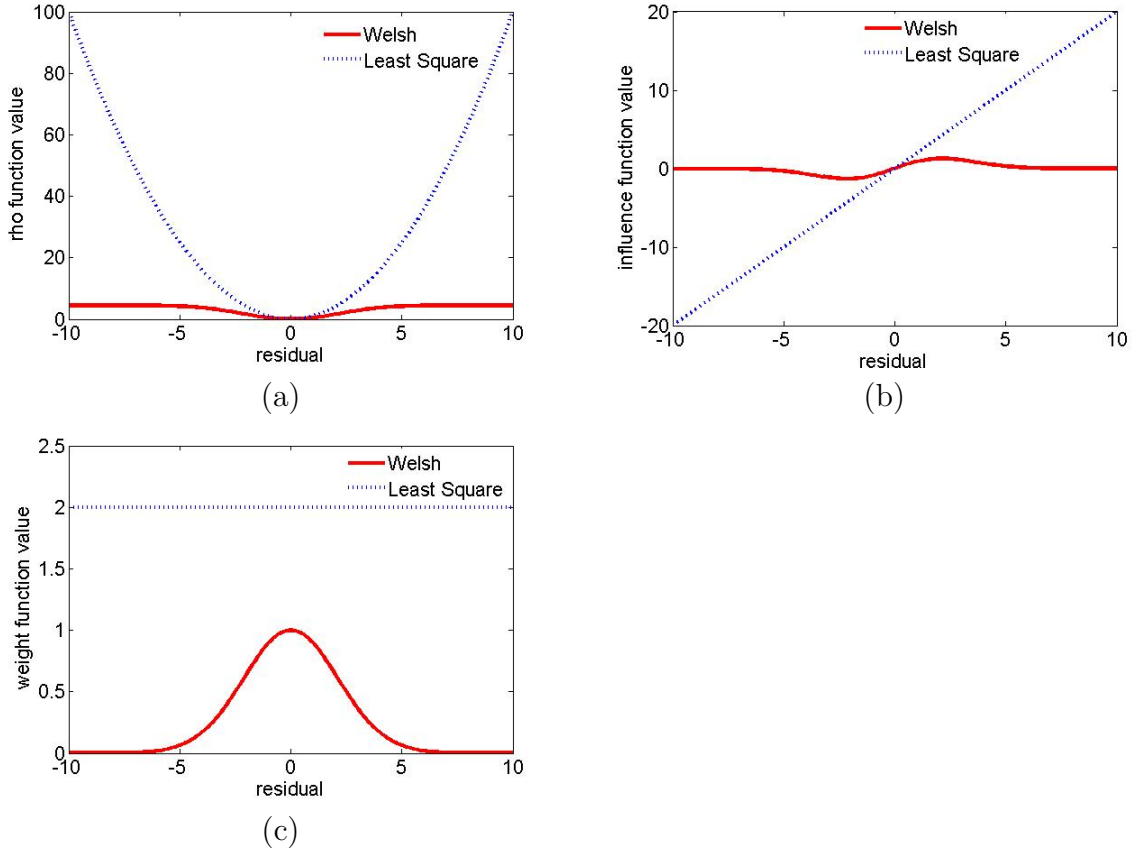 100
80
60
40
20
0
-10
-5
0
5
10
rho function value
residual
Welsh
Least Square
(a)
20
10
0
-10
-20
-10
-5
0
5
10
influence function value
residual
Welsh
Least Square
(b)
2.5
2
1.5
1
0.5
0
-10
-5
0
5
10
weight function value
residual
Welsh
Least Square
(c)